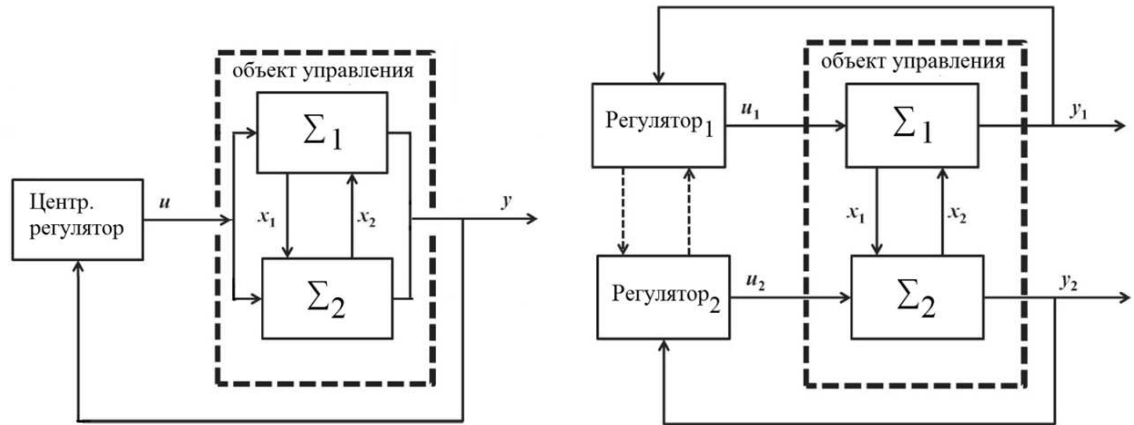 объект управления
Σ1
Центр.
регулятор
u
x1
x2
y
Σ2
объект управления
Регулятор1
u1
Σ1
y1
x1
x2
Регулятор2
u2
Σ2
y2